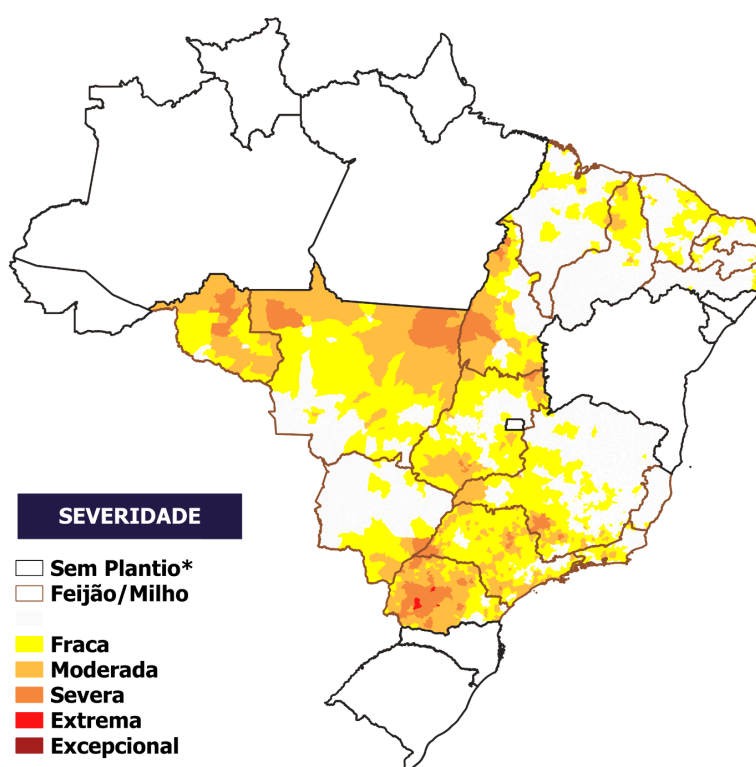 SEVERIDADE
Sem Plantio*
Feijão/Milho
Fraca
Moderada
Severa
Extrema
Excepcional